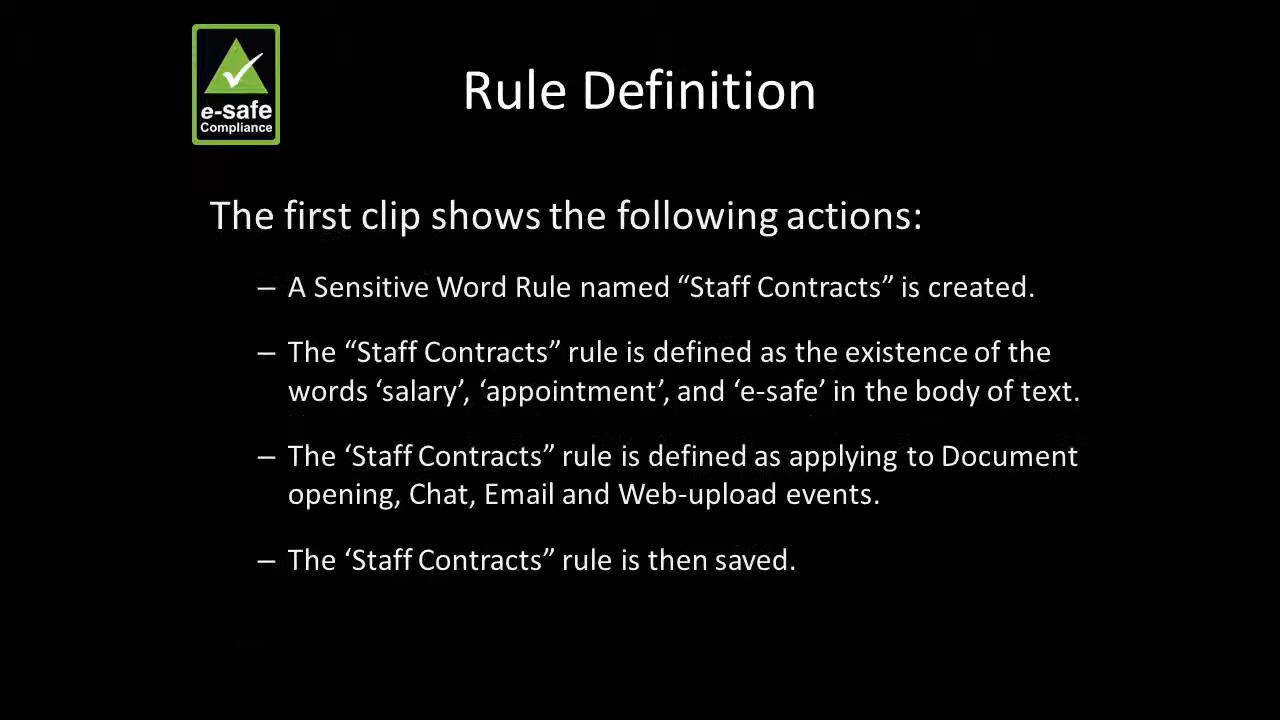 e-safe
Compliance
Rule Definition
The first clip shows the following actions:
– A Sensitive Word Rule named “Staff Contracts” is created.
– The “Staff Contracts” rule is defined as the existence of the
words ‘salary’, ‘appointment’, and ‘e-safe’ in the body of text.
– The ‘Staff Contracts” rule is defined as applying to Document
opening, Chat, Email and Web-upload events.
– The ‘Staff Contracts” rule is then saved.